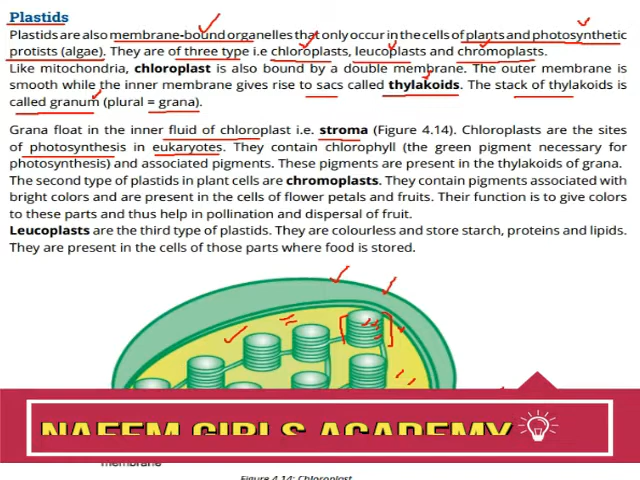 Plastids
Plastids are also membrane-bound organelles that only occur in the cells of plants and photosynthetic
protists (algae). They are of three type i.e chloroplasts, leucoplasts and chromoplasts.
Like mitochondria, chloroplast is also bound by a double membrane. The outer membrane is
smooth while the inner membrane gives rise to sacs called thylakoids. The stack of thylakoids is
called granum (plural = grana).
Grana float in the inner fluid of chloroplast i.e. stroma (Figure 4.14). Chloroplasts are the sites
of photosynthesis in eukaryotes. They contain chlorophyll (the green pigment necessary for
photosynthesis) and associated pigments. These pigments are present in the thylakoids of grana.
The second type of plastids in plant cells are chromoplasts. They contain pigments associated with
bright colors and are present in the cells of flower petals and fruits. Their function is to give colors
to these parts and thus help in pollination and dispersal of fruit.
Leucoplasts are the third type of plastids. They are colourless and store starch, proteins and lipids.
They are present in the cells of those parts where food is stored.
NAEEM GIRLS ACADEMY
membrane
Figure 4.14: Chloroplast